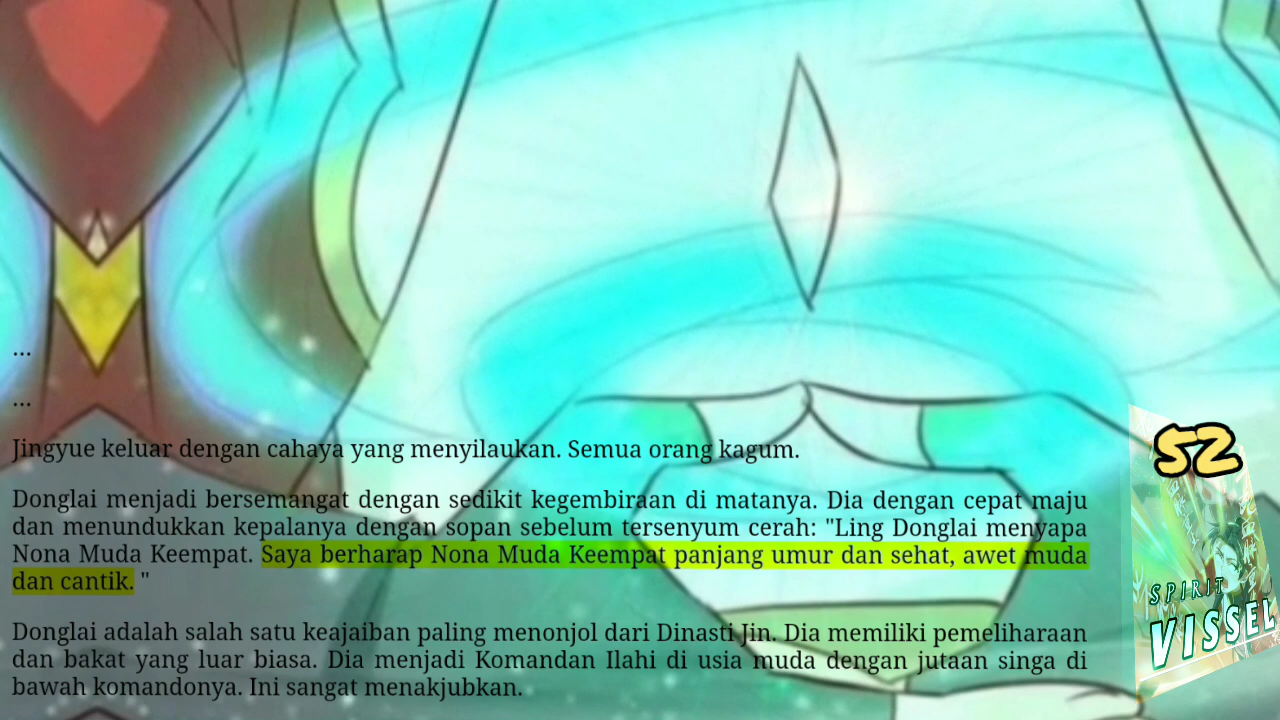 ...
...
Jingyue keluar dengan cahaya yang menyilaukan. Semua orang kagum.
Donglai menjadi bersemangat dengan sedikit kegembiraan di matanya. Dia dengan cepat maju
dan menundukkan kepalanya dengan sopan sebelum tersenyum cerah: "Ling Donglai menyapa
Nona Muda Keempat. Saya berharap Nona Muda Keempat panjang umur dan sehat, awet muda
dan cantik. "
Donglai adalah salah satu keajaiban paling menonjol dari Dinasti Jin. Dia memiliki pemeliharaan
dan bakat yang luar biasa. Dia menjadi Komandan Ilahi di usia muda dengan jutaan singa di
bawah komandonya. Ini sangat menakjubkan.
52
SPIRIT
VISSEL